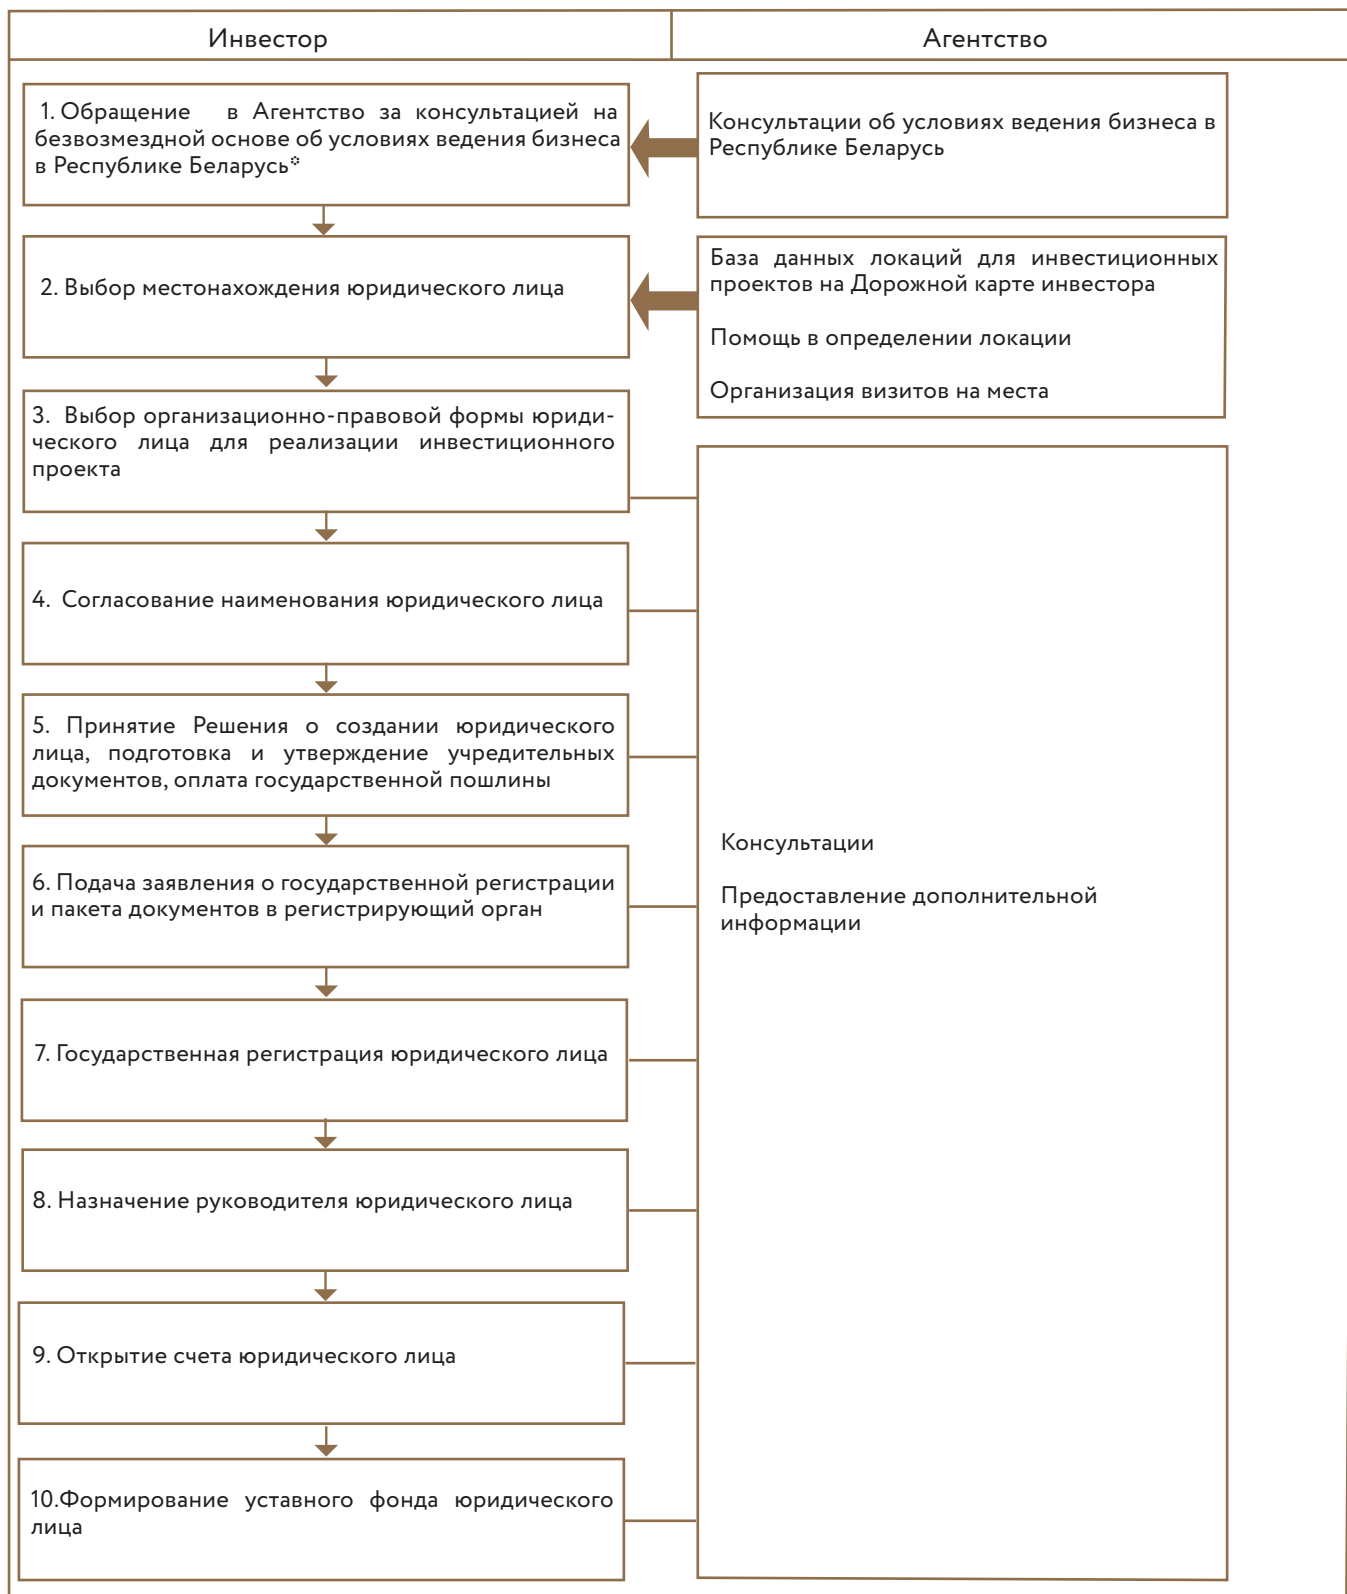 Инвестор
Агентство
1. Обращение в Агентство за консультацией на
безвозмездной основе об условиях ведения бизнеса
в Республике Беларусь*
Консультации об условиях ведения бизнеса в
Республике Беларусь
2. Выбор местонахождения юридического лица
База данных локаций для инвестиционных
проектов на Дорожной карте инвестора
Помощь в определении локации
Организация визитов на места
3. Выбор организационно-правовой формы юриди-
ческого лица для реализации инвестиционного
проекта
4. Согласование наименования юридического лица
5. Принятие Решения о создании юридического
лица, подготовка и утверждение учредительных
документов, оплата государственной пошлины
6. Подача заявления о государственной регистрации
и пакета документов в регистрирующий орган
7. Государственная регистрация юридического лица
8. Назначение руководителя юридического лица
9. Открытие счета юридического лица
10.Формирование уставного фонда юридического
лица
Консультации
Предоставление дополнительной
информации